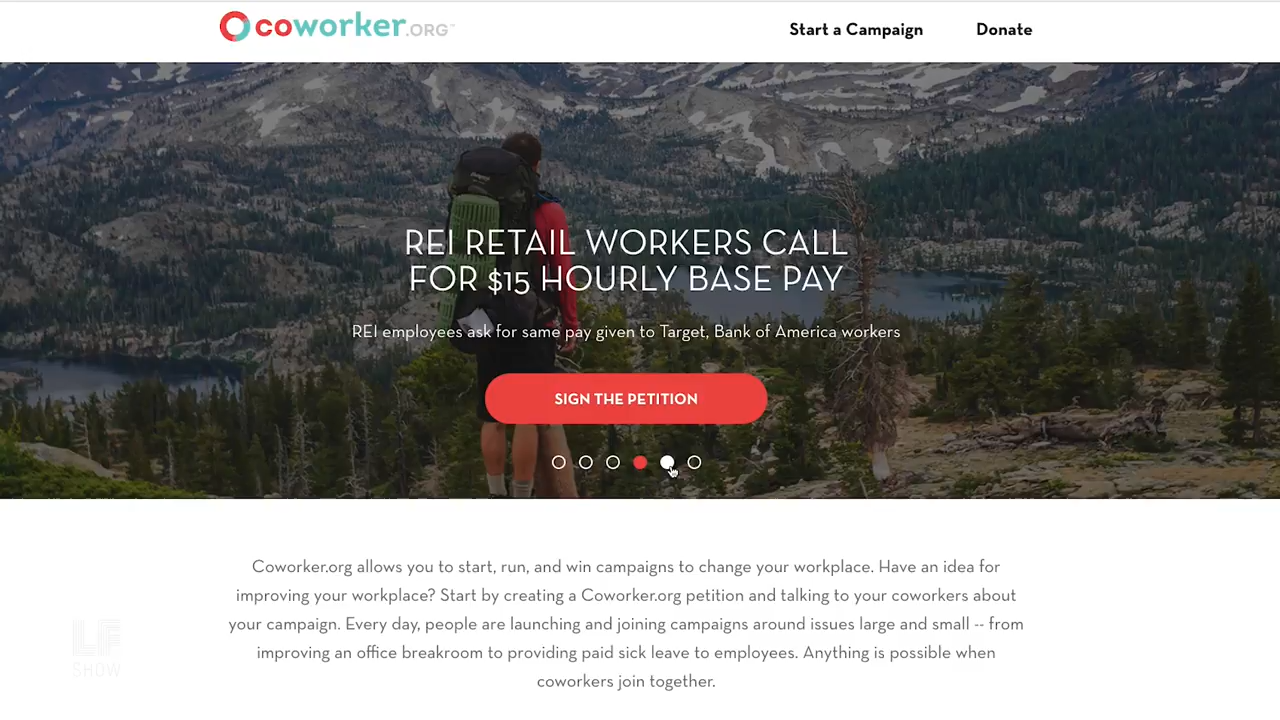 coworker.ORG™
Start a Campaign
Donate
REI RETAIL WORKERS CALL
FOR $15 HOURLY BASE PAY
REI employees ask for same pay given to Target, Bank of America workers
SIGN THE PETITION
Coworker.org allows you to start, run, and win campaigns to change your workplace. Have an idea for
improving your workplace? Start by creating a Coworker.org petition and talking to your coworkers about
your campaign. Every day, people are launching and joining campaigns around issues large and small -- from
improving an office breakroom to providing paid sick leave to employees. Anything is possible when
coworkers join together.
LF
SHOW